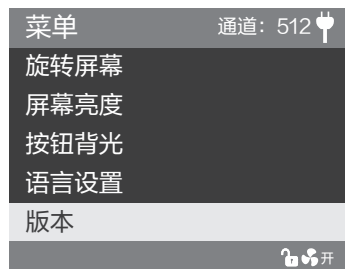 菜单 通道：512
旋转屏幕
屏幕亮度
按钮背光
语言设置
版本
开